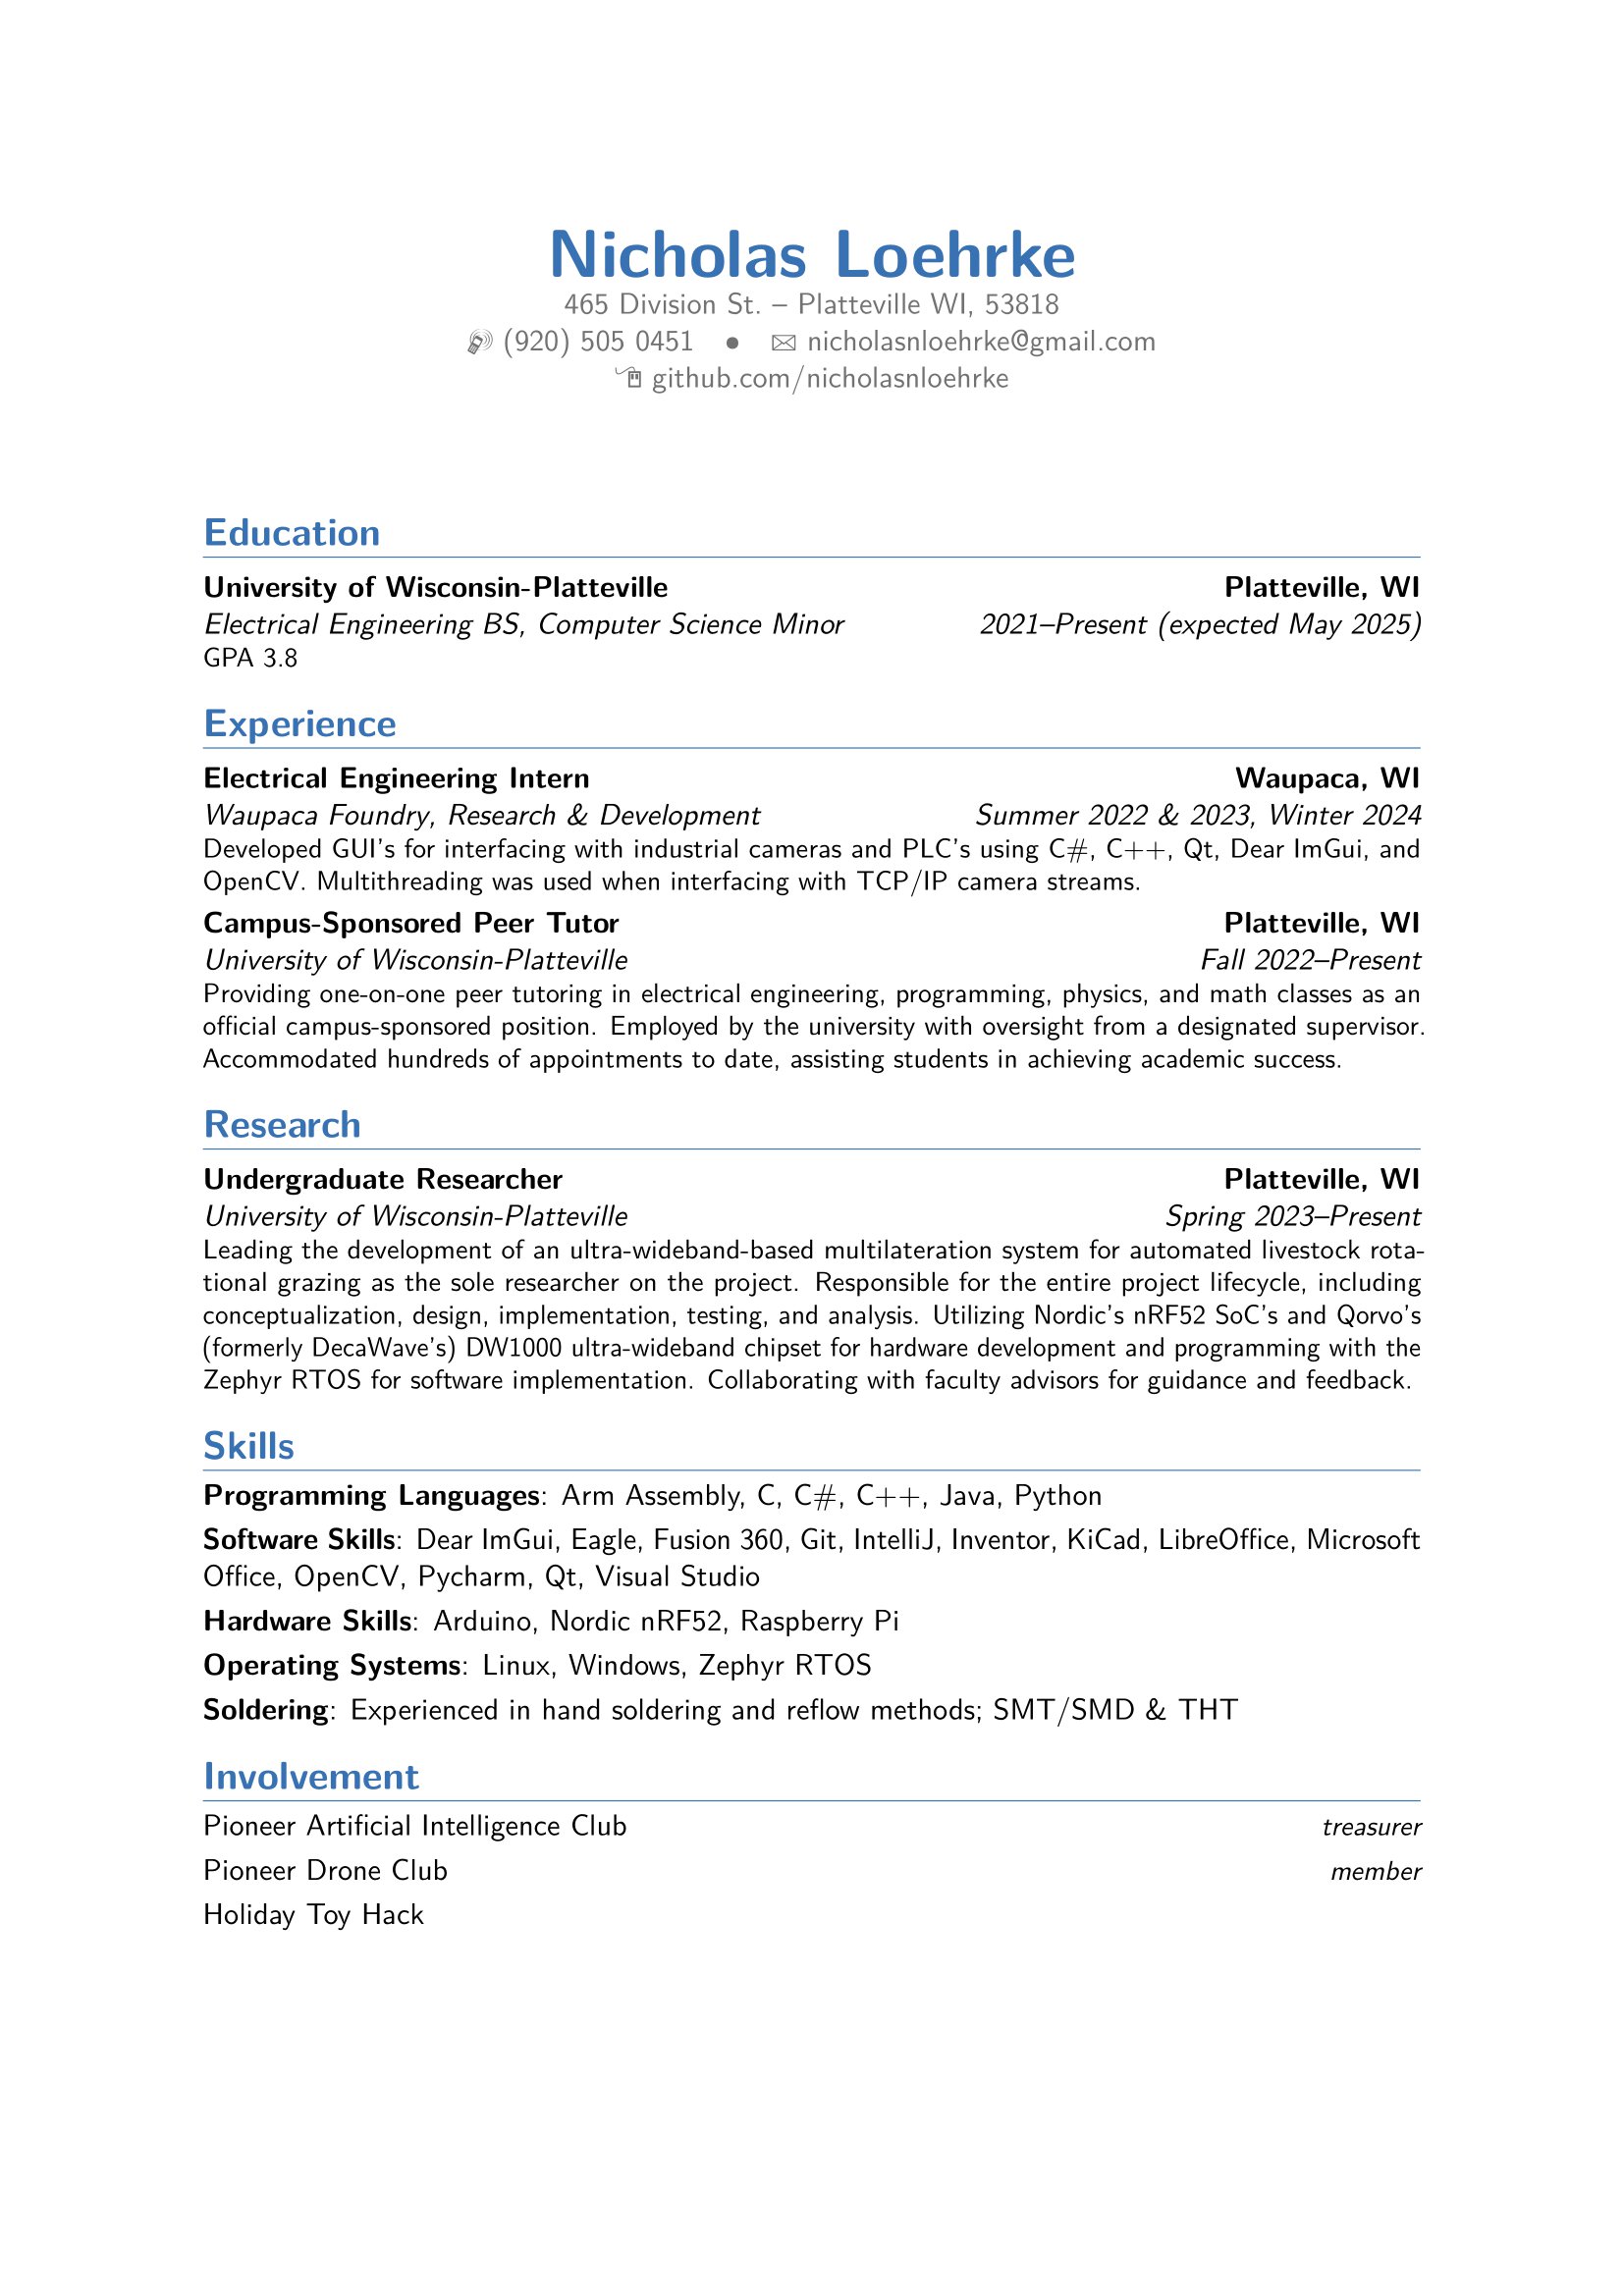 Nicholas Loehrke
465 Division St. – Platteville WI, 53818
(920) 505 0451 • nicholasnloehrke@gmail.com
github.com/nicholasnloehrke
Education
University of Wisconsin-Platteville Platteville, WI
Electrical Engineering BS, Computer Science Minor 2021–Present (expected May 2025)
GPA 3.8
Experience
Electrical Engineering Intern Waupaca, WI
Waupaca Foundry, Research & Development Summer 2022 & 2023, Winter 2024
Developed GUI's for interfacing with industrial cameras and PLC's using C#, C++, Qt, Dear ImGui, and
OpenCV. Multithreading was used when interfacing with TCP/IP camera streams.
Campus-Sponsored Peer Tutor Platteville, WI
University of Wisconsin-Platteville Fall 2022–Present
Providing one-on-one peer tutoring in electrical engineering, programming, physics, and math classes as an
official campus-sponsored position. Employed by the university with oversight from a designated supervisor.
Accommodated hundreds of appointments to date, assisting students in achieving academic success.
Research
Undergraduate Researcher Platteville, WI
University of Wisconsin-Platteville Spring 2023–Present
Leading the development of an ultra-wideband-based multilateration system for automated livestock rota-
tional grazing as the sole researcher on the project. Responsible for the entire project lifecycle, including
conceptualization, design, implementation, testing, and analysis. Utilizing Nordic's nRF52 SoC's and Qorvo's
(formerly DecaWave's) DW1000 ultra-wideband chipset for hardware development and programming with the
Zephyr RTOS for software implementation. Collaborating with faculty advisors for guidance and feedback.
Skills
Programming Languages: Arm Assembly, C, C#, C++, Java, Python
Software Skills: Dear ImGui, Eagle, Fusion 360, Git, IntelliJ, Inventor, KiCad, LibreOffice, Microsoft
Office, OpenCV, Pycharm, Qt, Visual Studio
Hardware Skills: Arduino, Nordic nRF52, Raspberry Pi
Operating Systems: Linux, Windows, Zephyr RTOS
Soldering: Experienced in hand soldering and reflow methods; SMT/SMD & THT
Involvement
Pioneer Artificial Intelligence Club treasurer
Pioneer Drone Club member
Holiday Toy Hack